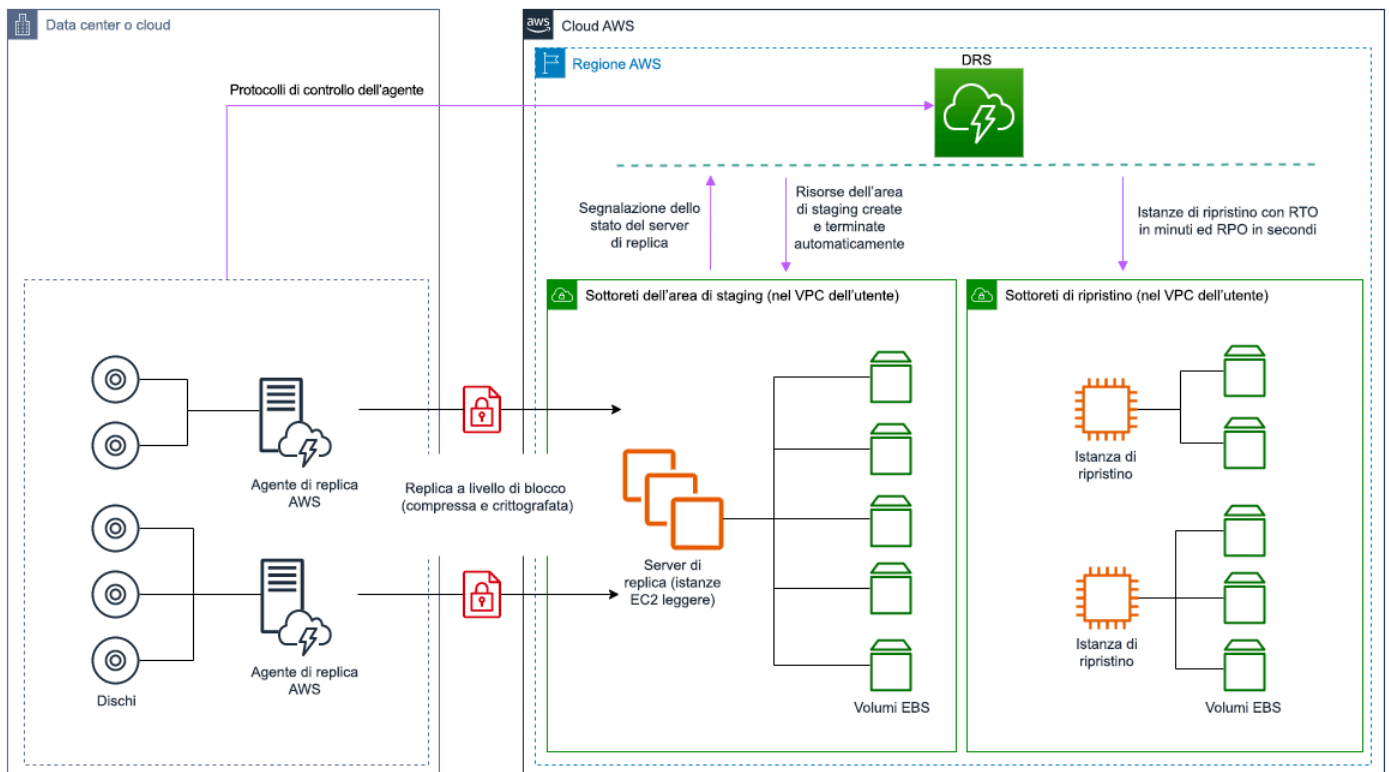 Data center o cloud
aws
Cloud AWS
Regione AWS
DRS
Protocolli di controllo dell'agente
Segnalazione dello
stato del server
di replica
Risorse dell'area
di staging create
e terminate
automaticamente
Istanze di ripristino con RTO
in minuti ed RPO in secondi
Sottoreti dell'area di staging (nel VPC dell'utente)
Sottoreti di ripristino (nel VPC dell'utente)
Agente di replica
AWS
Replica a livello di blocco
(compressa e crittografata)
Server di
replica (istanze
EC2 leggere)
Istanza di
ripristino
Agente di replica
AWS
Istanza di
ripristino
Dischi
Volumi EBS
Volumi EBS